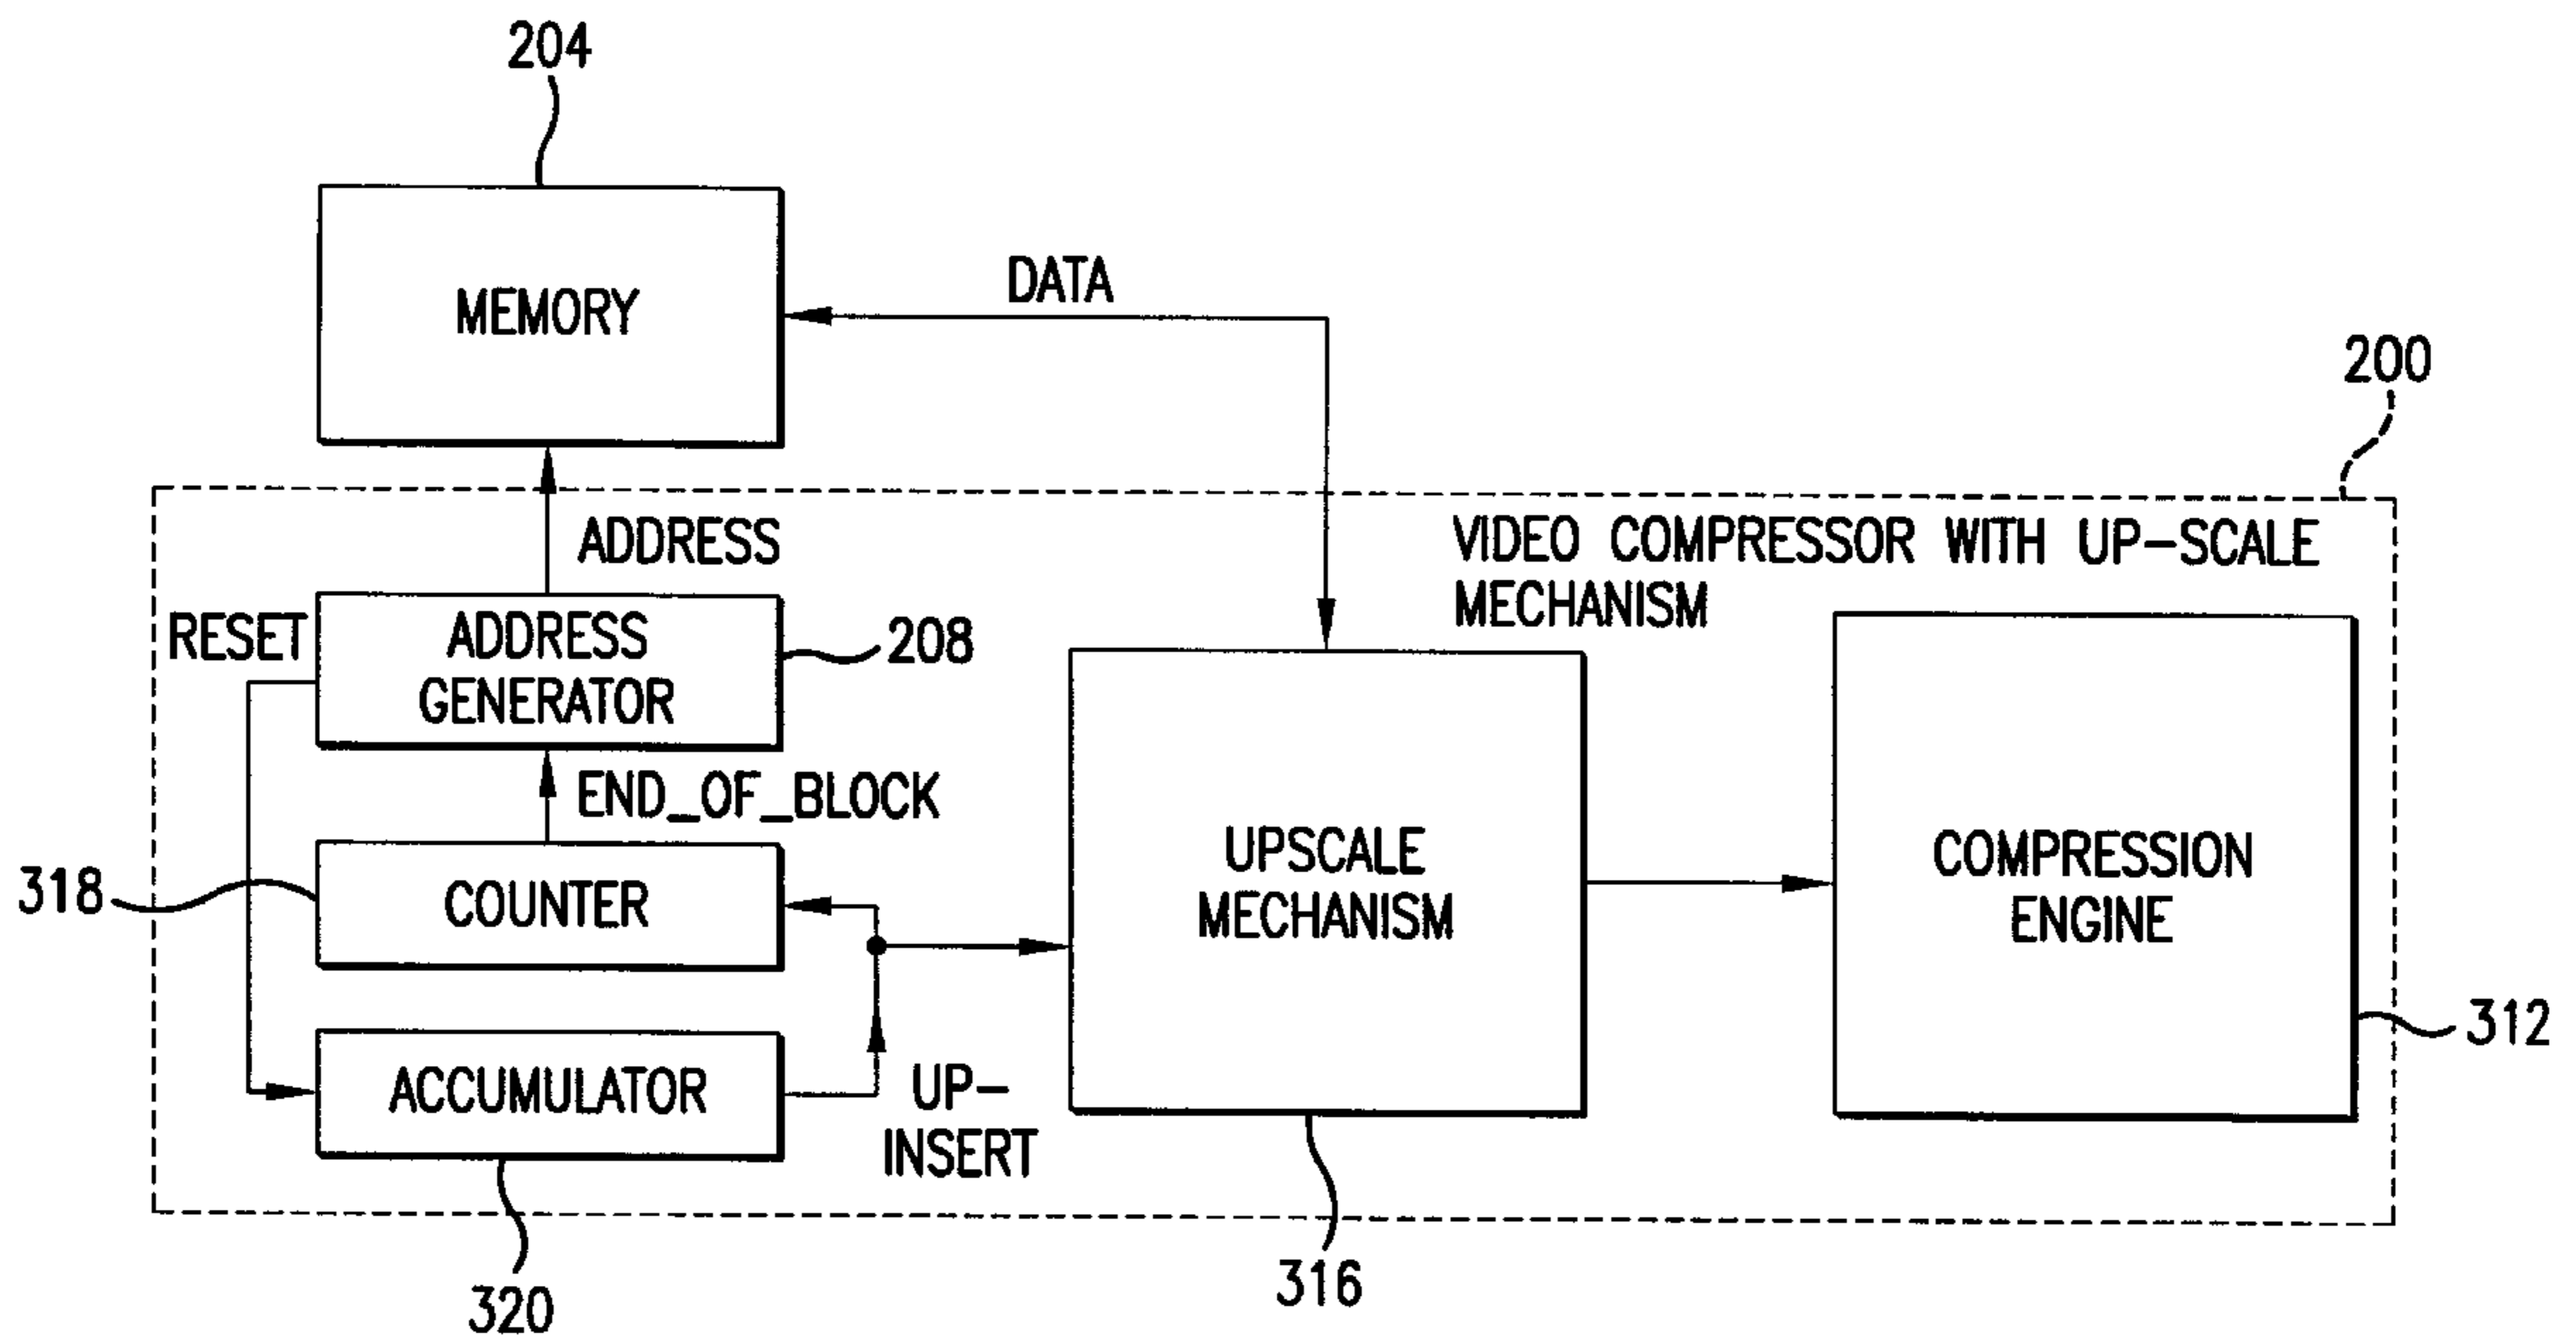 204
MEMORY
DATA
200
ADDRESS
VIDEO COMPRESSOR WITH UP-SCALE
MECHANISM
RESET
ADDRESS
GENERATOR
208
END_OF_BLOCK
318
COUNTER
UPSCALE
MECHANISM
COMPRESSION
ENGINE
312
ACCUMULATOR
UP-
INSERT
320
316